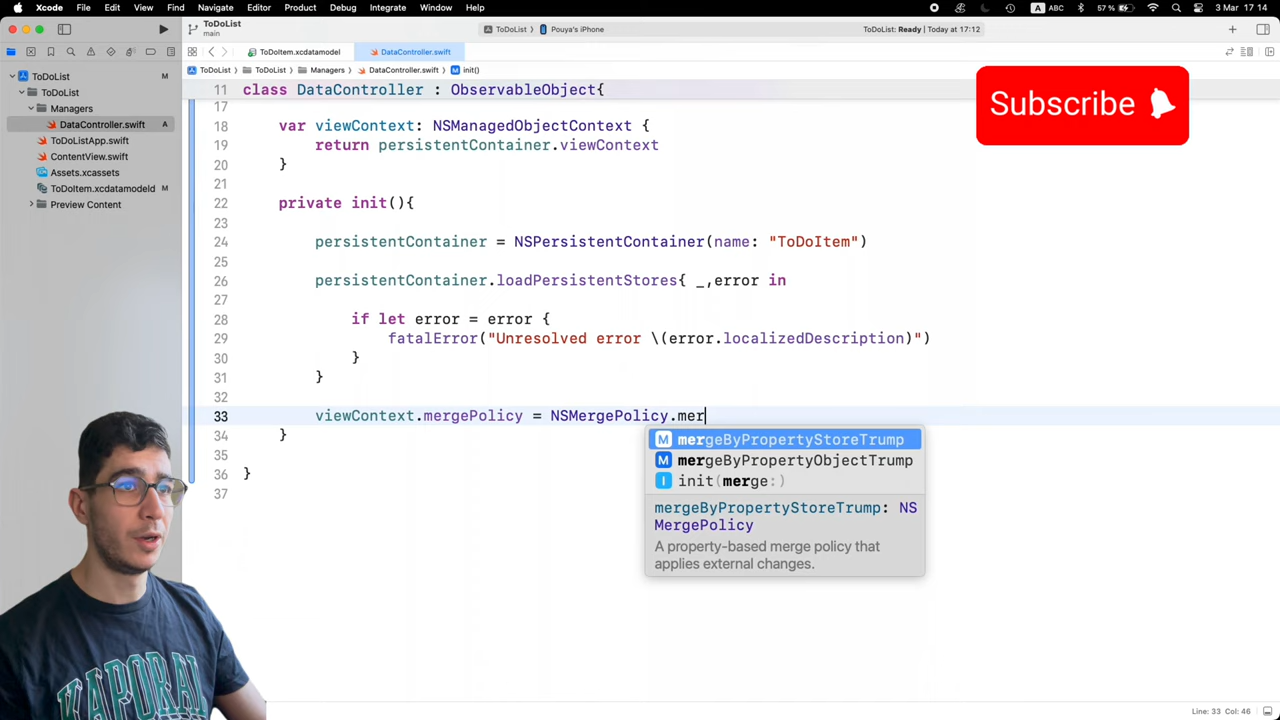 Xcode File Edit View Find Navigate Editor Product Debug Integrate Window Help A ABC 57 % 3 Mar 17 14
ToDoList
main
ToDoList Pouya's iPhone
ToDoList: Ready | Today at 17:12
ToDoItem.xcdatamodel DataController.swift
ToDoList ToDoList Managers DataController.swift M init()
ToDoList M
ToDoList
Managers
DataController.swift A
ToDoListApp.swift
ContentView.swift
Assets.xcassets
ToDoItem.xcdatamodeld M
Preview Content
11 class DataController : ObservableObject{
17
18 var viewContext: NSManagedObjectContext {
19 return persistentContainer.viewContext
20 }
21
22 private init(){
23
24 persistentContainer = NSPersistentContainer(name: "ToDoItem")
25
26 persistentContainer.loadPersistentStores{ _,error in
27
28 if let error = error {
29 fatalError("Unresolved error \(error.localizedDescription)")
30 }
31 }
32
33 viewContext.mergePolicy = NSMergePolicy.mer
34 }
35
36 }
37
M mergeByPropertyStoreTrump
M mergeByPropertyObjectTrump
I init(merge:)
mergeByPropertyStoreTrump: NS
MergePolicy
A property-based merge policy that
applies external changes.
Subscribe
KAPORAL
Line: 33 Col: 46